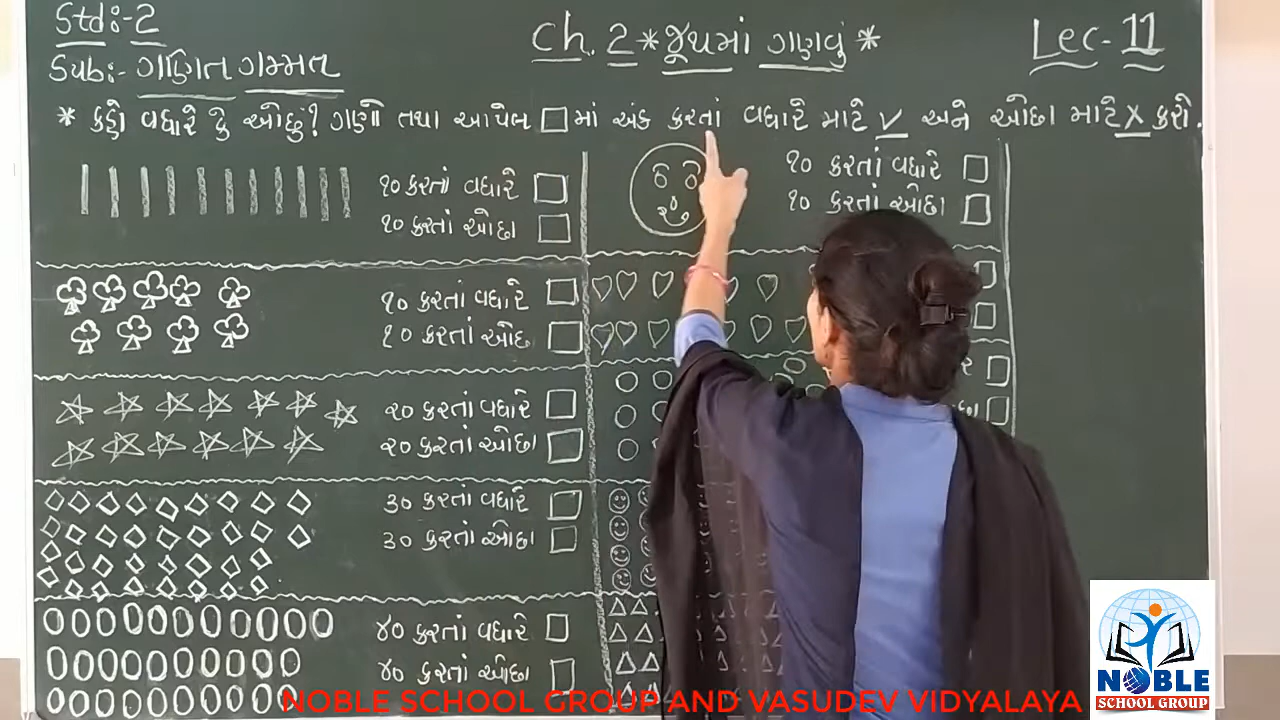 Std:- 2
Ch. 2 * જૂથમાં ગણવું *
Lec - 11
Sub:- ગણિત ગમ્મત
* કહો વધારે કે ઓછું? ગણો તથા આપેલ □ માં અંક કરતાં વધારે માટે ✓ અને ઓછા માટે X કરો.
૧૦ કરતાં વધારે □
૧૦ કરતાં ઓછા □
૧૦ કરતાં વધારે □
૧૦ કરતાં ઓછા □
૧૦ કરતાં વધારે □
૧૦ કરતાં ઓછ □
૨૦ કરતાં વધારે □
૨૦ કરતાં ઓછા □
૩૦ કરતાં વધારે □
૩૦ કરતાં ઓછા □
૪૦ કરતાં વધારે □
૪૦ કરતાં ઓછા □
NOBLE SCHOOL GROUP AND VASUDEV VIDYALAYA
NOBLE
SCHOOL GROUP